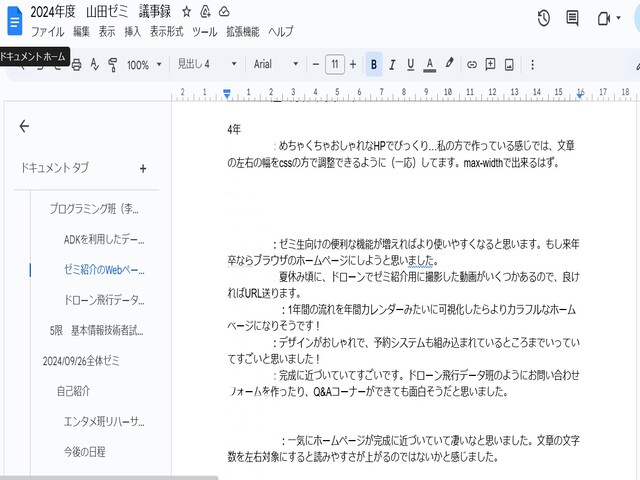 2024年度　山田ゼミ　議事録
ファイル 編集 表示 挿入 表示形式 ツール 拡張機能 ヘルプ
ドキュメント ホーム
100% 見出し 4 Arial 11 B I U A
2 1 1 2 3 4 5 6 7 8 9 10 11 12 13 14 15 16 17 18
ドキュメント タブ
プログラミング班（李...
ADKを利用したデー...
ゼミ紹介のWebペー...
ドローン飛行データ...
5限　基本情報技術者試...
2024/09/26全体ゼミ
自己紹介
エンタメ班リハーサ...
今後の日程
4年
：めちゃくちゃおしゃれなHPでびっくり…私の方で作っている感じでは、文章
の左右の幅をcssの方で調整できるように（一応）してます。max-widthで出来るはず。
：ゼミ生向けの便利な機能が増えればより使いやすくなると思います。もし来年
卒ならブラウザのホームページにしようと思いました。
夏休み頃に、ドローンでゼミ紹介用に撮影した動画がいくつかあるので、良け
ればURL送ります。
：1年間の流れを年間カレンダーみたいに可視化したらよりカラフルなホーム
ページになりそうです！
：デザインがおしゃれで、予約システムも組み込まれているところまでいってい
てすごいと思いました！
：完成に近づいていてすごいです。ドローン飛行データ班のようにお問い合わせ
フォームを作ったり、Q&Aコーナーができても面白そうだと思いました。
：一気にホームページが完成に近づいていて凄いなと思いました。文章の文字
数を左右対象にすると読みやすさが上がるのではないかと感じました。